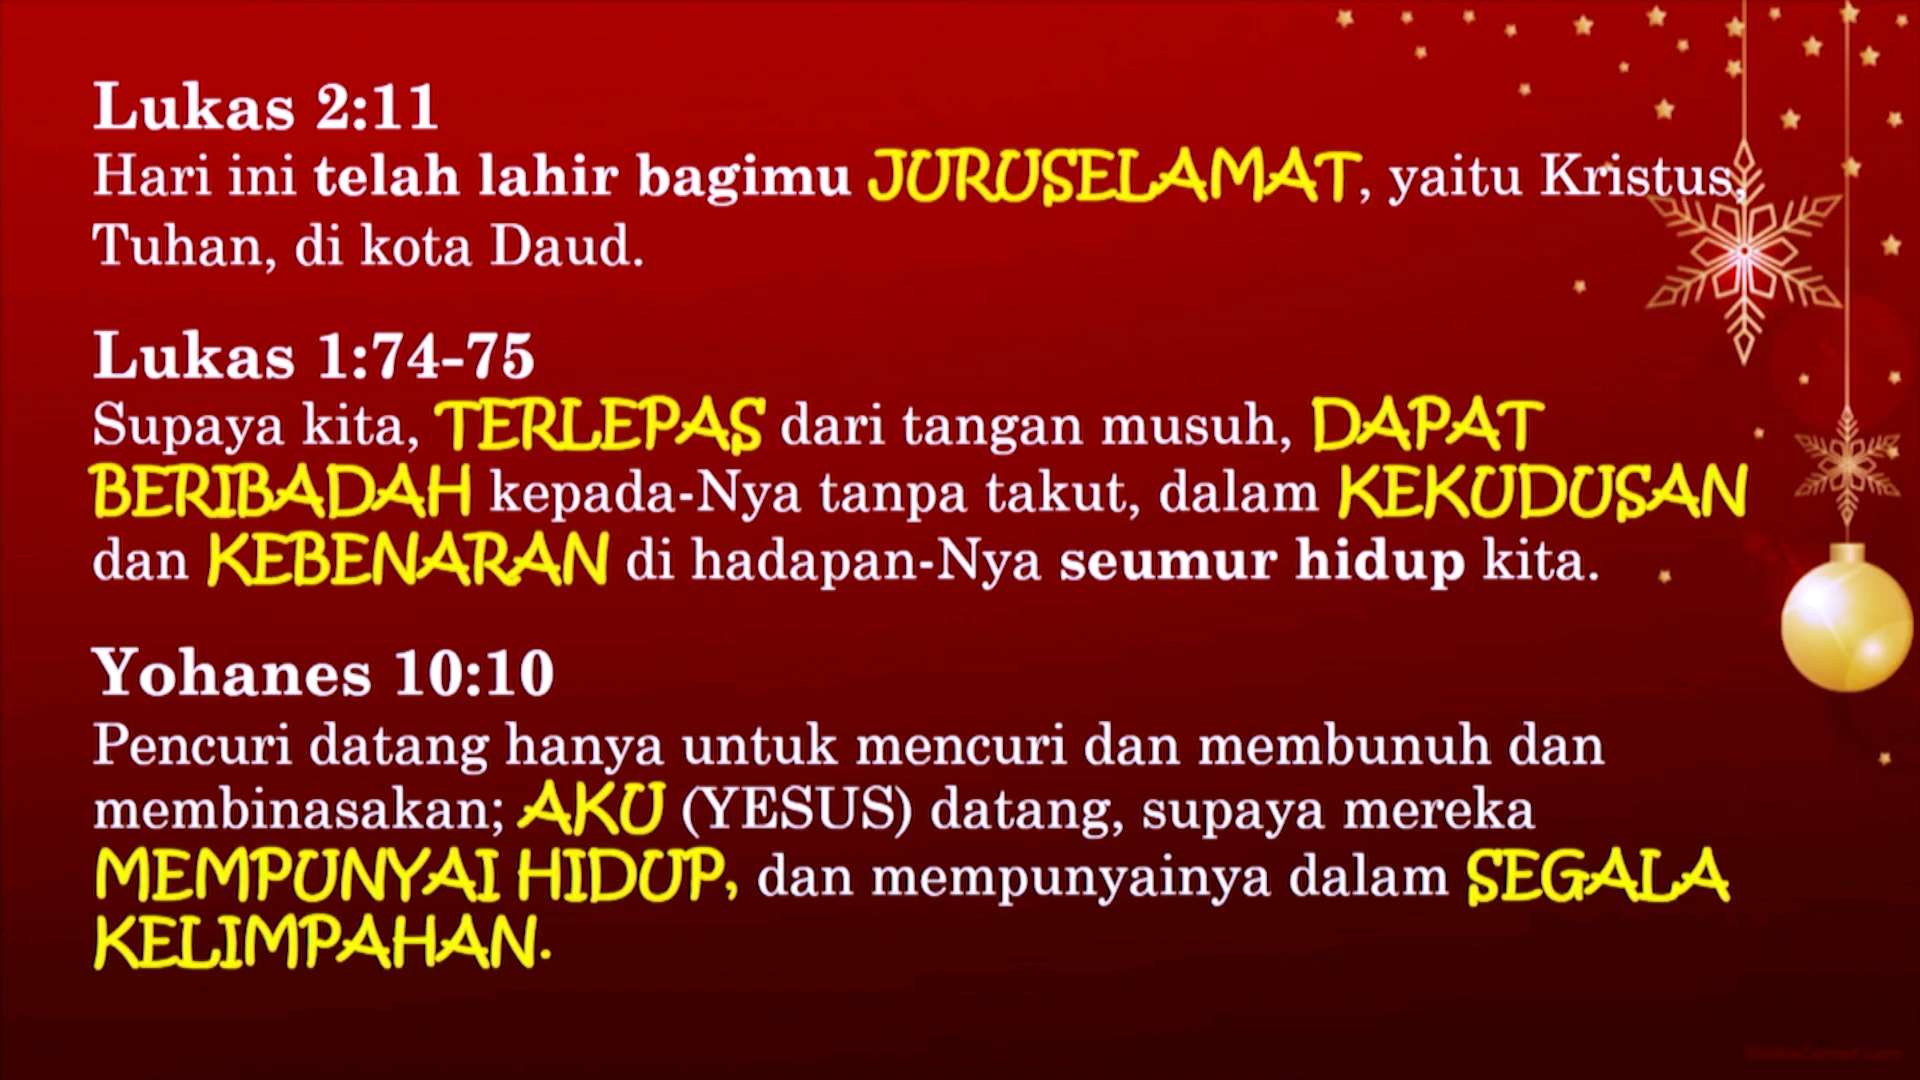 Lukas 2:11
Hari ini telah lahir bagimu JURUSELAMAT, yaitu Kristus,
Tuhan, di kota Daud.
Lukas 1:74-75
Supaya kita, TERLEPAS dari tangan musuh, DAPAT
BERIBADAH kepada-Nya tanpa takut, dalam KEKUDUSAN
dan KEBENARAN di hadapan-Nya seumur hidup kita.
Yohanes 10:10
Pencuri datang hanya untuk mencuri dan membunuh dan
membinasakan; AKU (YESUS) datang, supaya mereka
MEMPUNYAI HIDUP, dan mempunyainya dalam SEGALA
KELIMPAHAN.